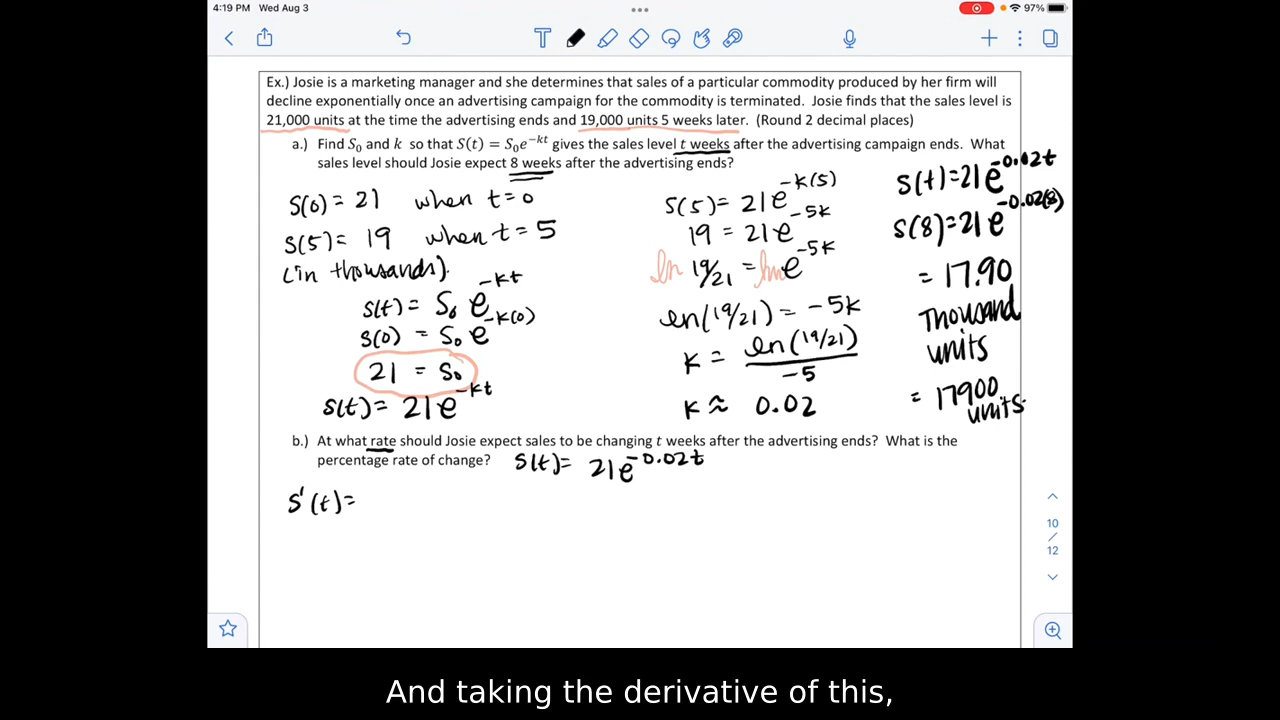 4:19 PM Wed Aug 3
97%
Ex.) Josie is a marketing manager and she determines that sales of a particular commodity produced by her firm will
decline exponentially once an advertising campaign for the commodity is terminated. Josie finds that the sales level is
21,000 units at the time the advertising ends and 19,000 units 5 weeks later. (Round 2 decimal places)
a.) Find S₀ and k so that S(t) = S₀e^{-kt} gives the sales level t weeks after the advertising campaign ends. What
sales level should Josie expect 8 weeks after the advertising ends?
S(0) = 21 when t=0
S(5) = 19 when t=5
(in thousands).
S(t) = S₀ e^{-kt}
S(0) = S₀ e^{-k(0)}
21 = S₀
S(t) = 21e^{-kt}
S(5) = 21e^{-k(5)}
19 = 21e^{-5k}
ln 19/21 = ln e^{-5k}
ln(19/21) = -5k
k = ln(19/21)
-5
k ≈ 0.02
S(t)=21e^{-0.02t}
S(8)=21e^{-0.02(8)}
= 17.90
Thousand
units
= 17900
units.
b.) At what rate should Josie expect sales to be changing t weeks after the advertising ends? What is the
percentage rate of change? S(t)= 21e^{-0.02t}
S'(t)=
10
/
12
And taking the derivative of this,